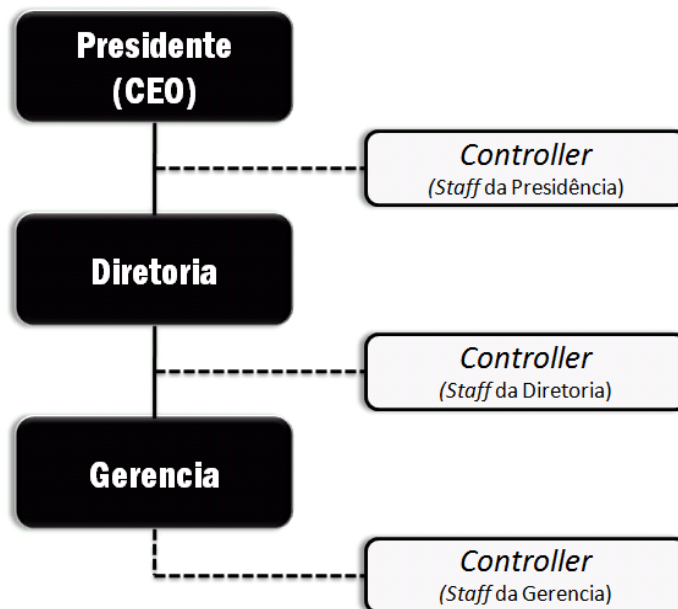 Presidente
(CEO)
Controller
(Staff da Presidência)
Diretoria
Controller
(Staff da Diretoria)
Gerencia
Controller
(Staff da Gerencia)